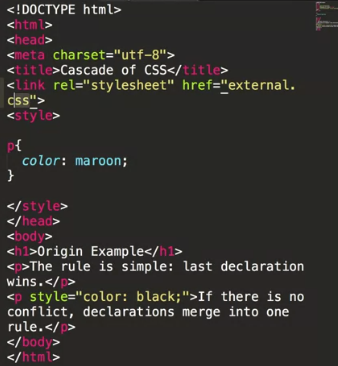 <!DOCTYPE html>
<html>
<head>
<meta charset="utf-8">
<title>Cascade of CSS</title>
<link rel="stylesheet" href="external.
css">
<style>
p{
color: maroon;
}
</style>
</head>
<body>
<h1>Origin Example</h1>
<p>The rule is simple: last declaration
wins.</p>
<p style="color: black;">If there is no
conflict, declarations merge into one
rule.</p>
</body>
</html>